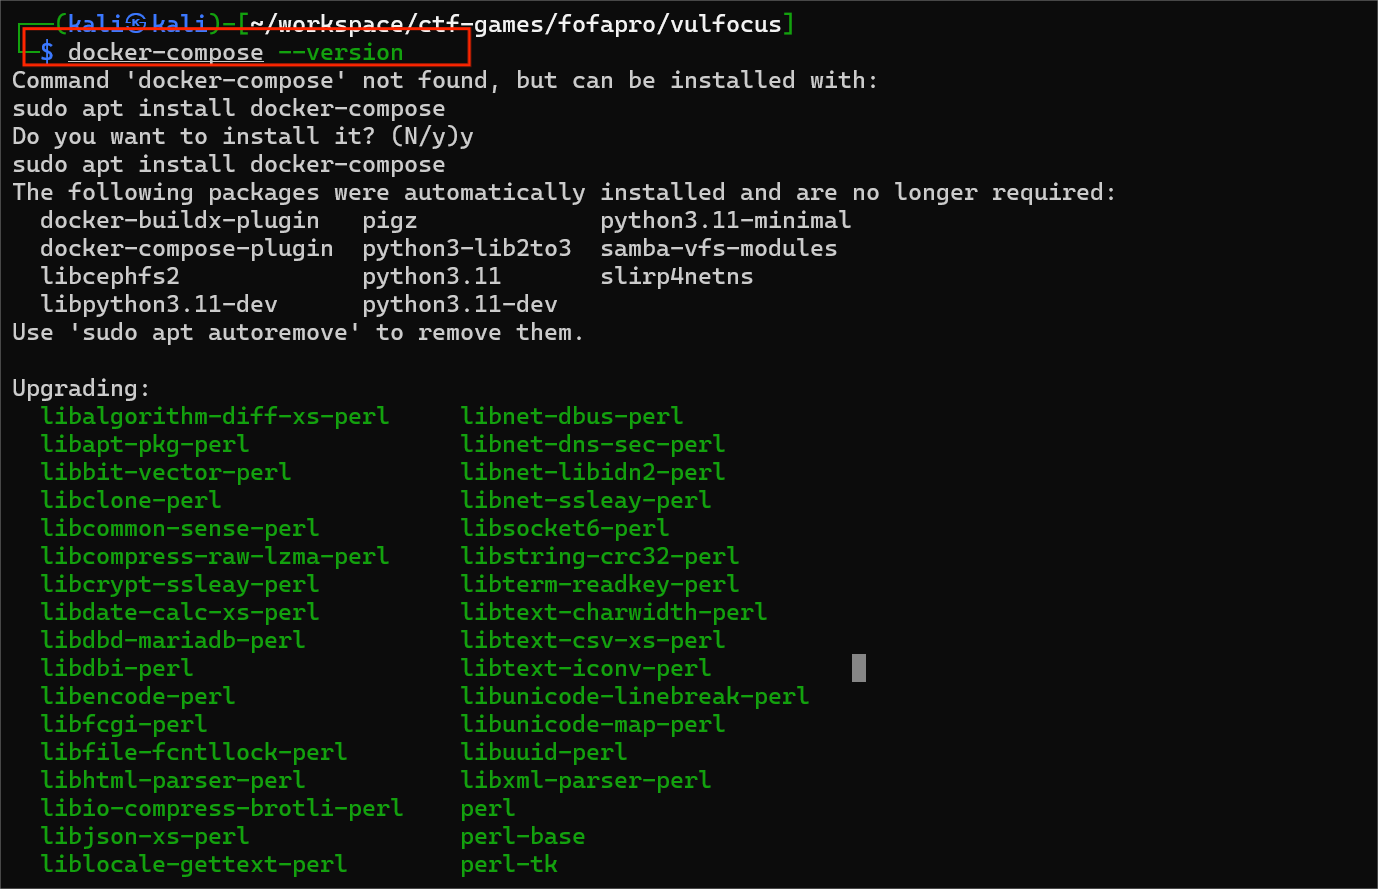 ┌──(kali㉿kali)-[~/workspace/ctf-games/fofapro/vulfocus]
└─$ docker-compose --version
Command 'docker-compose' not found, but can be installed with:
sudo apt install docker-compose
Do you want to install it? (N/y)y
sudo apt install docker-compose
The following packages were automatically installed and are no longer required:
  docker-buildx-plugin   pigz             python3.11-minimal
  docker-compose-plugin  python3-lib2to3  samba-vfs-modules
  libcephfs2             python3.11       slirp4netns
  libpython3.11-dev      python3.11-dev
Use 'sudo apt autoremove' to remove them.

Upgrading:
  libalgorithm-diff-xs-perl     libnet-dbus-perl
  libapt-pkg-perl               libnet-dns-sec-perl
  libbit-vector-perl            libnet-libidn2-perl
  libclone-perl                 libnet-ssleay-perl
  libcommon-sense-perl          libsocket6-perl
  libcompress-raw-lzma-perl     libstring-crc32-perl
  libcrypt-ssleay-perl          libterm-readkey-perl
  libdate-calc-xs-perl          libtext-charwidth-perl
  libdbd-mariadb-perl           libtext-csv-xs-perl
  libdbi-perl                   libtext-iconv-perl
  libencode-perl                libunicode-linebreak-perl
  libfcgi-perl                  libunicode-map-perl
  libfile-fcntllock-perl        libuuid-perl
  libhtml-parser-perl           libxml-parser-perl
  libio-compress-brotli-perl    perl
  libjson-xs-perl               perl-base
  liblocale-gettext-perl        perl-tk